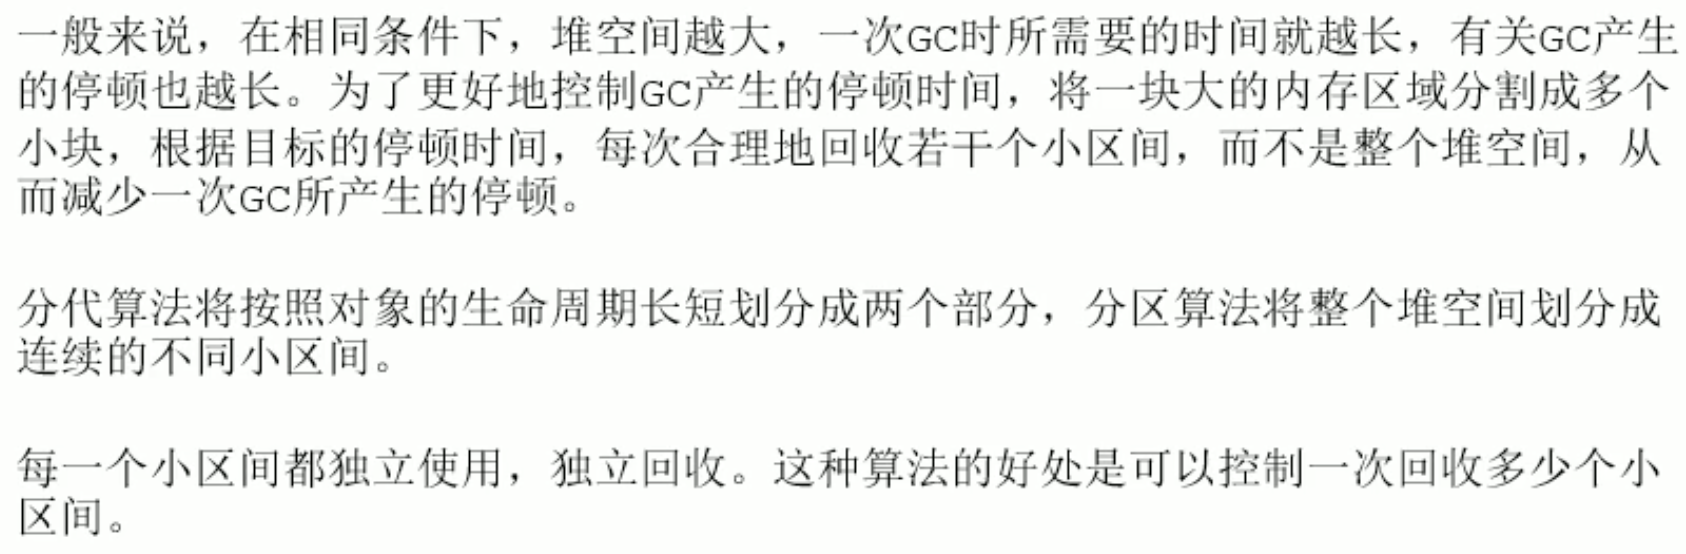 一般来说，在相同条件下，堆空间越大，一次GC时所需要的时间就越长，有关GC产生
的停顿也越长。为了更好地控制GC产生的停顿时间，将一块大的内存区域分割成多个
小块，根据目标的停顿时间，每次合理地回收若干个小区间，而不是整个堆空间，从
而减少一次GC所产生的停顿。
分代算法将按照对象的生命周期长短划分成两个部分，分区算法将整个堆空间划分成
连续的不同小区间。
每一个小区间都独立使用，独立回收。这种算法的好处是可以控制一次回收多少个小
区间。